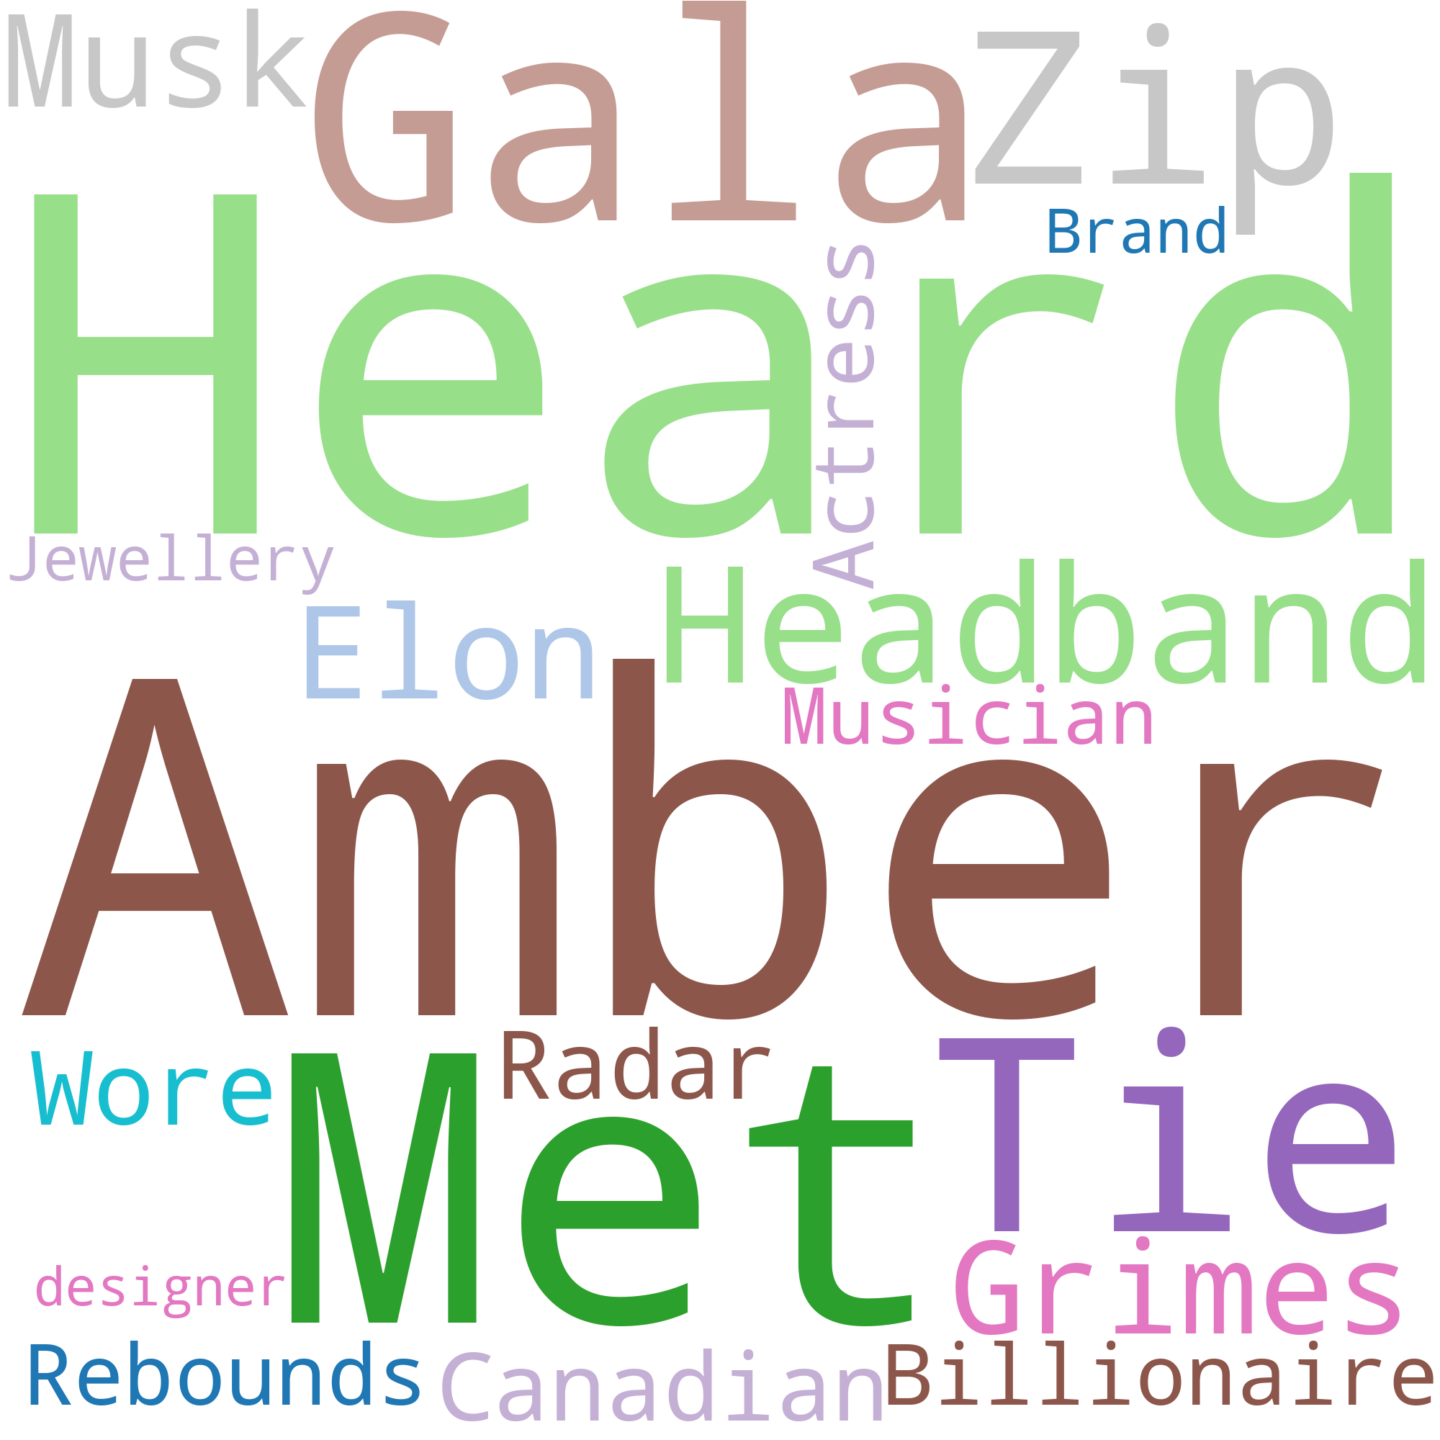 Musk
Gala
Zip
Brand
Heard
Actress
Jewellery
Elon
Headband
Musician
Amber
Wore
Radar
Met
Tie
designer
Grimes
Rebounds
Canadian
Billionaire